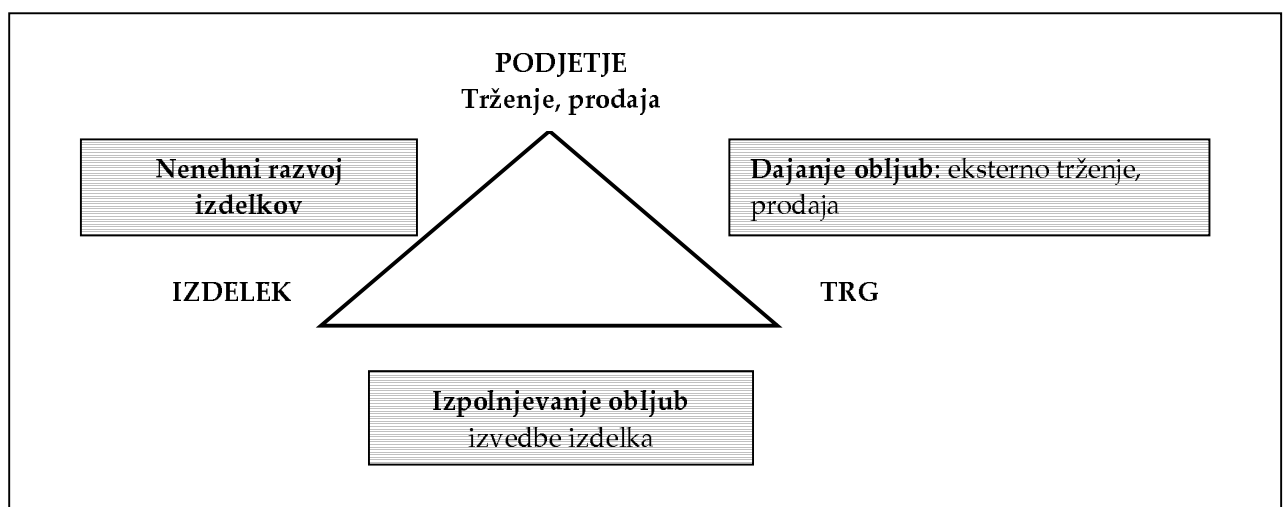 PODJETJE
Trženje, prodaja
Nenehni razvoj
izdelkov
Dajanje obljub: eksterno trženje,
prodaja
IZDELEK
TRG
Izpolnjevanje obljub
izvedbe izdelka